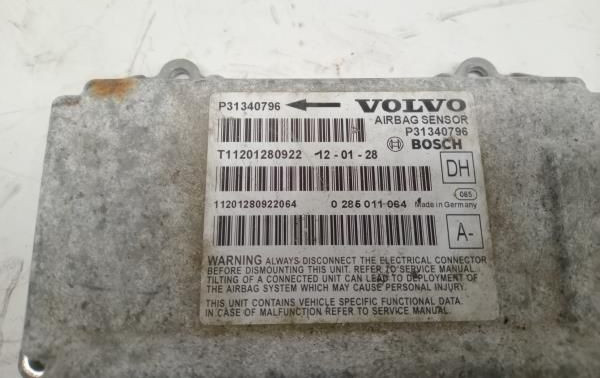 P31340796 VOLVO
AIRBAG SENSOR
P31340796
BOSCH
T11201280922 12-01-28
DH
085
11201280922064 0 285 011 064 Made in Germany
A-
WARNING ALWAYS DISCONNECT THE ELECTRICAL CONNECTOR
BEFORE DISMOUNTING THIS UNIT. REFER TO SERVICE MANUAL.
TILTING OF A CONNECTED UNIT CAN LEAD TO DEPLOYMENT
OF THE AIRBAG SYSTEM WHICH MAY CAUSE PERSONAL INJURY.
THIS UNIT CONTAINS VEHICLE SPECIFIC FUNCTIONAL DATA.
IN CASE OF MALFUNCTION REFER TO SERVICE MANUAL.